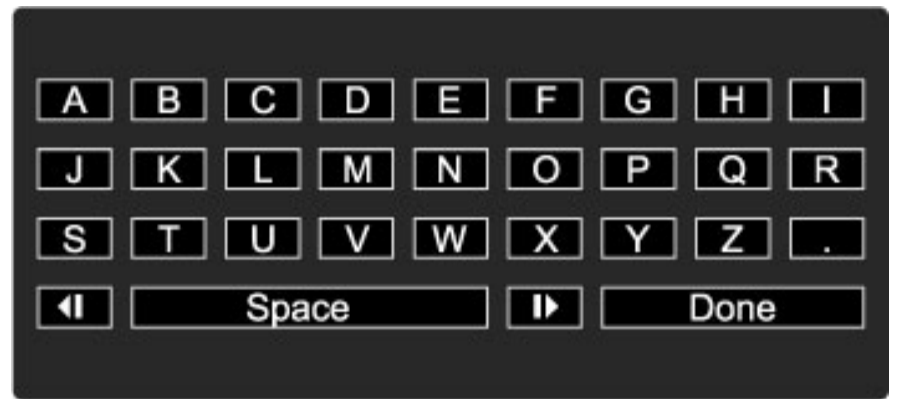 A B C D E F G H I
J K L M N O P Q R
S T U V W X Y Z .
Space Done